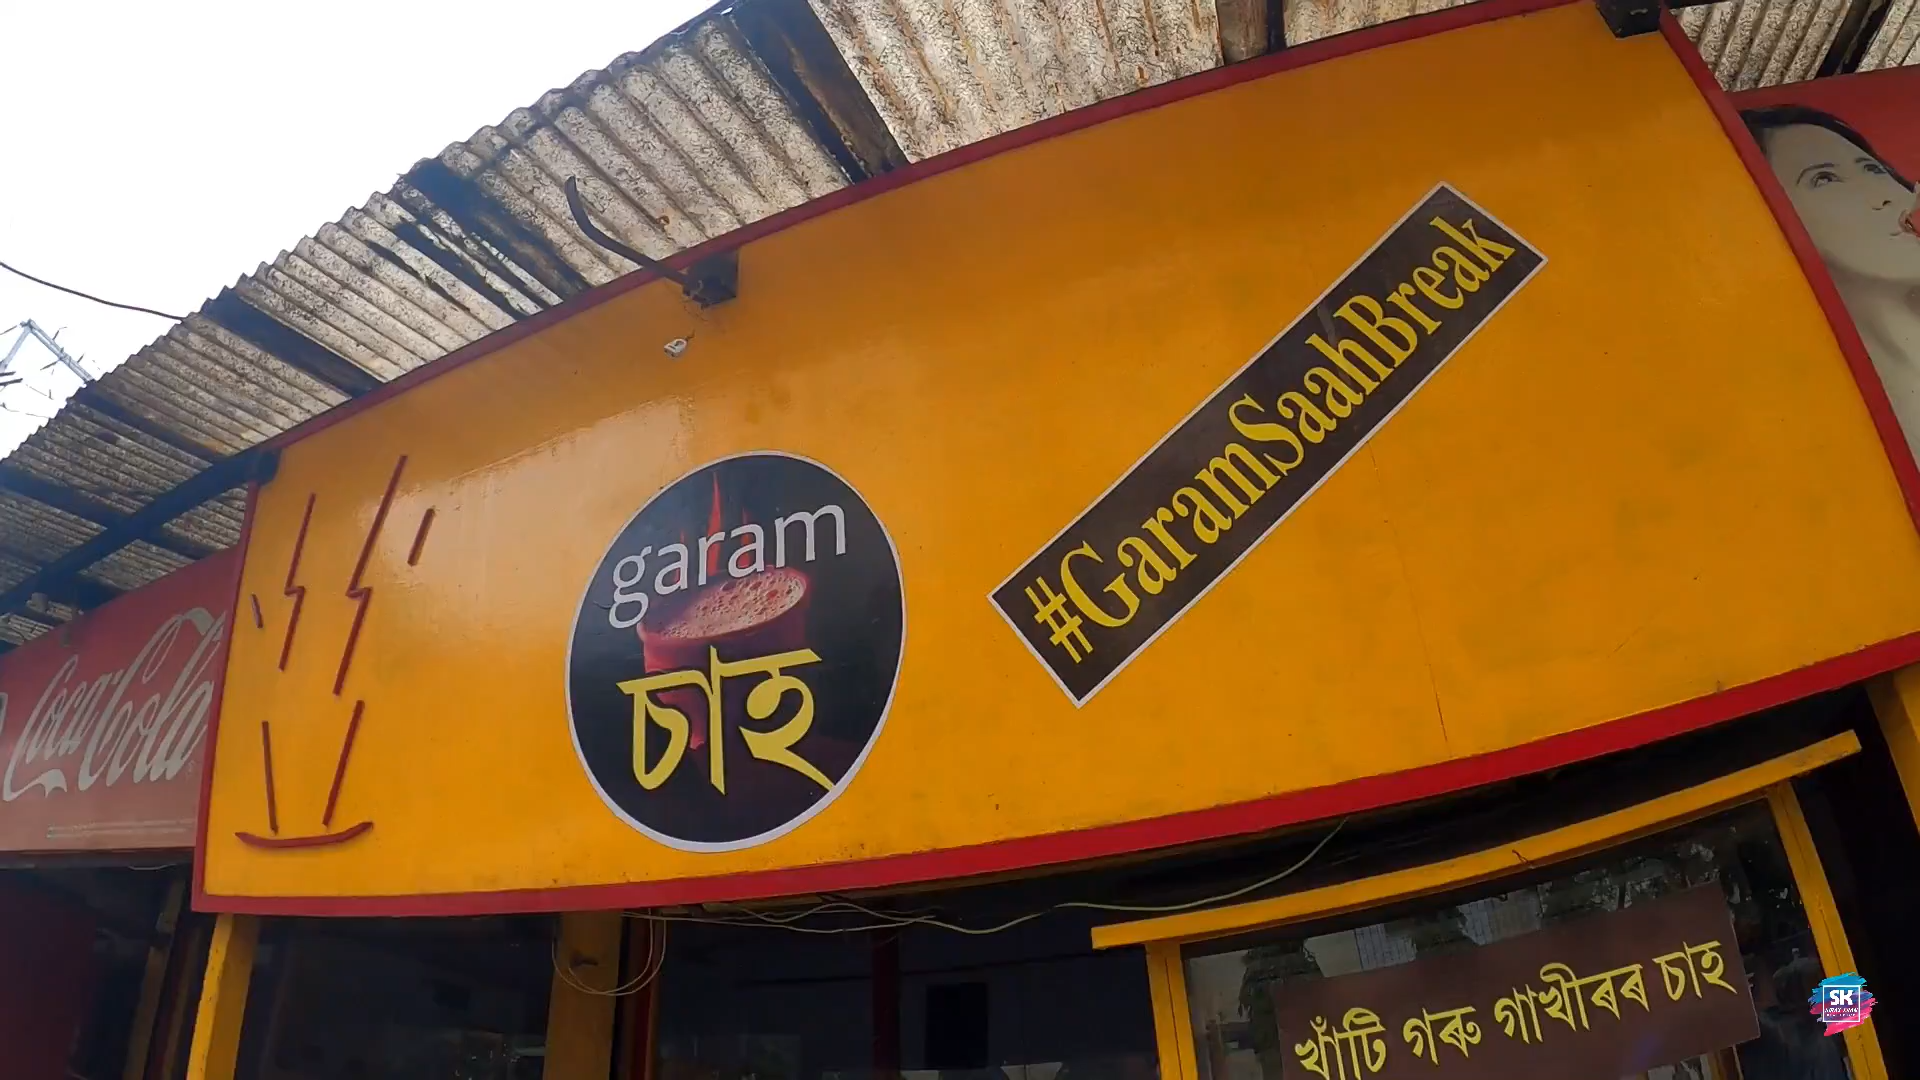 Coca-Cola
garam
চাহ
#GaramSaahBreak
খাঁটি গৰু গাখীৰৰ চাহ
SK